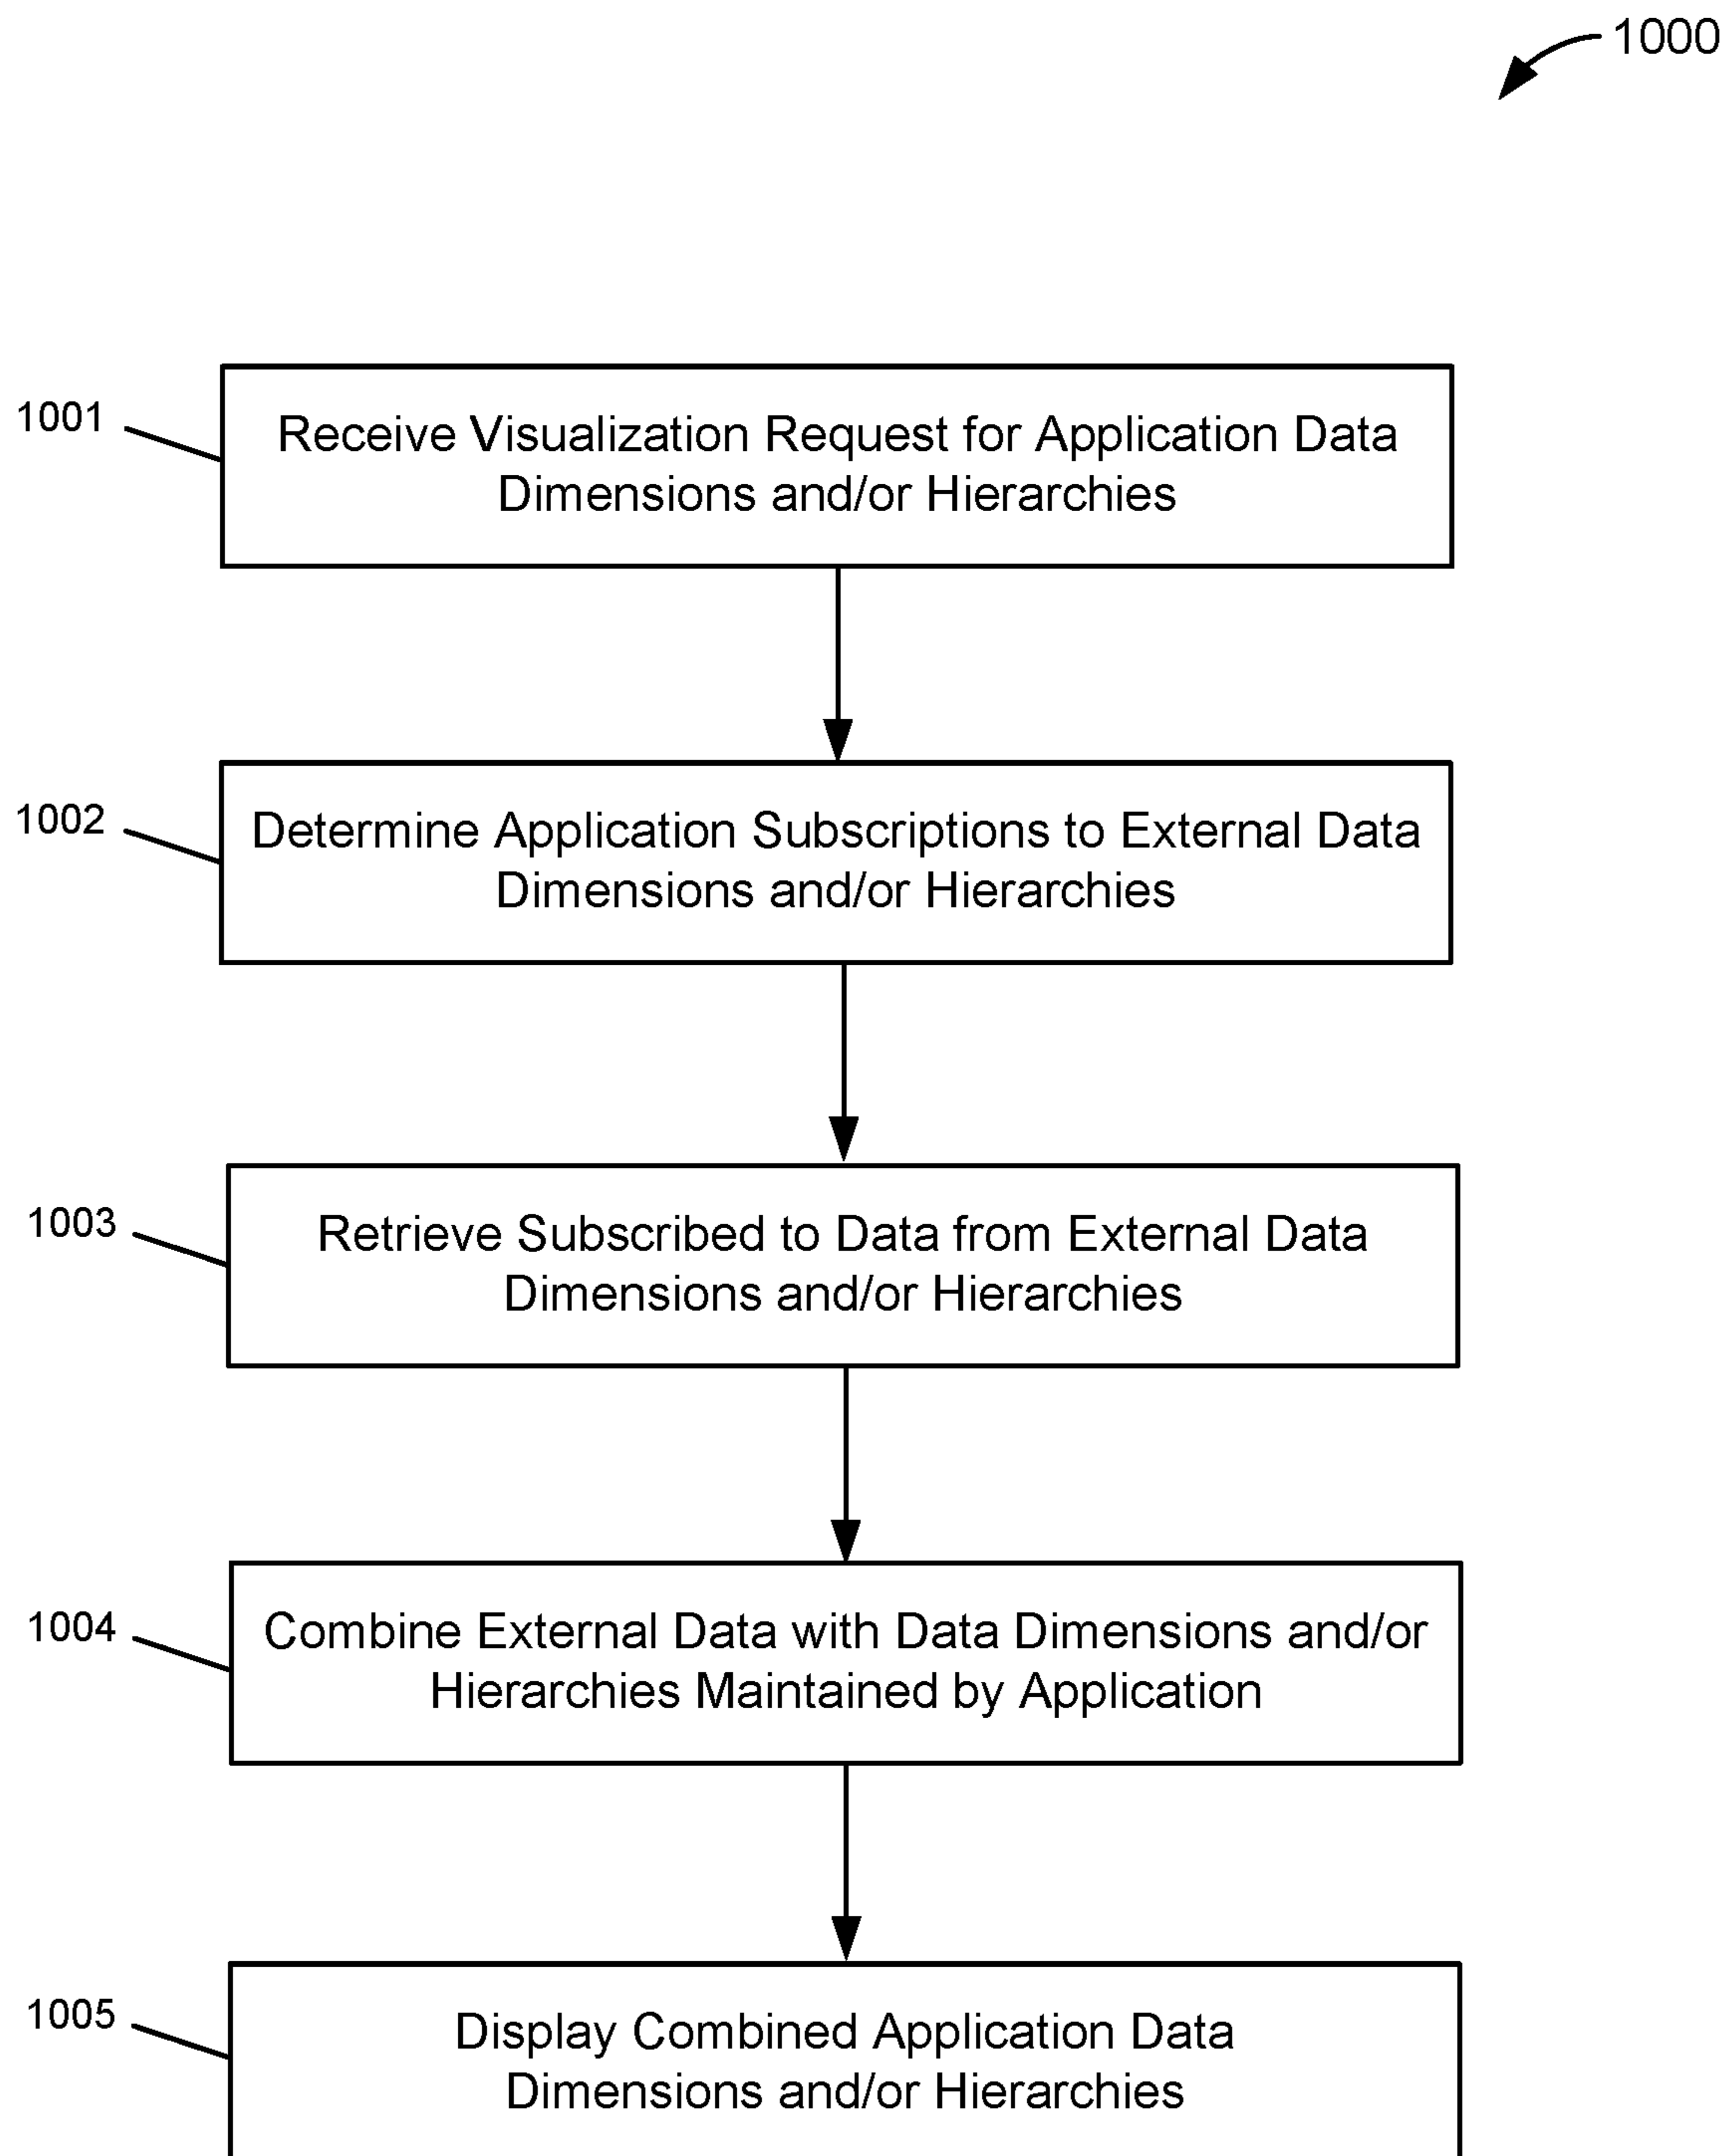 1000
1001
Receive Visualization Request for Application Data
Dimensions and/or Hierarchies
1002
Determine Application Subscriptions to External Data
Dimensions and/or Hierarchies
1003
Retrieve Subscribed to Data from External Data
Dimensions and/or Hierarchies
1004
Combine External Data with Data Dimensions and/or
Hierarchies Maintained by Application
1005
Display Combined Application Data
Dimensions and/or Hierarchies